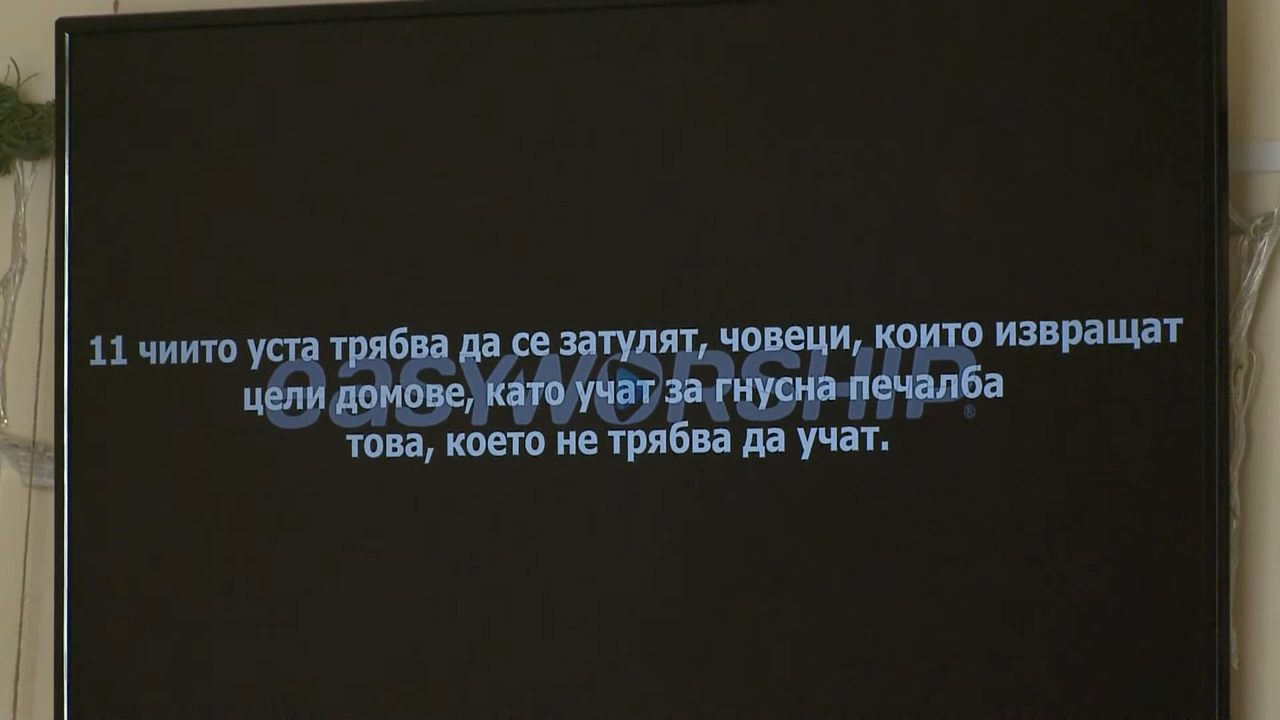 11 чиито уста трябва да се затулят, човеци, които извращат
цели домове, като учат за гнусна печалба
това, което не трябва да учат.
easyworship®